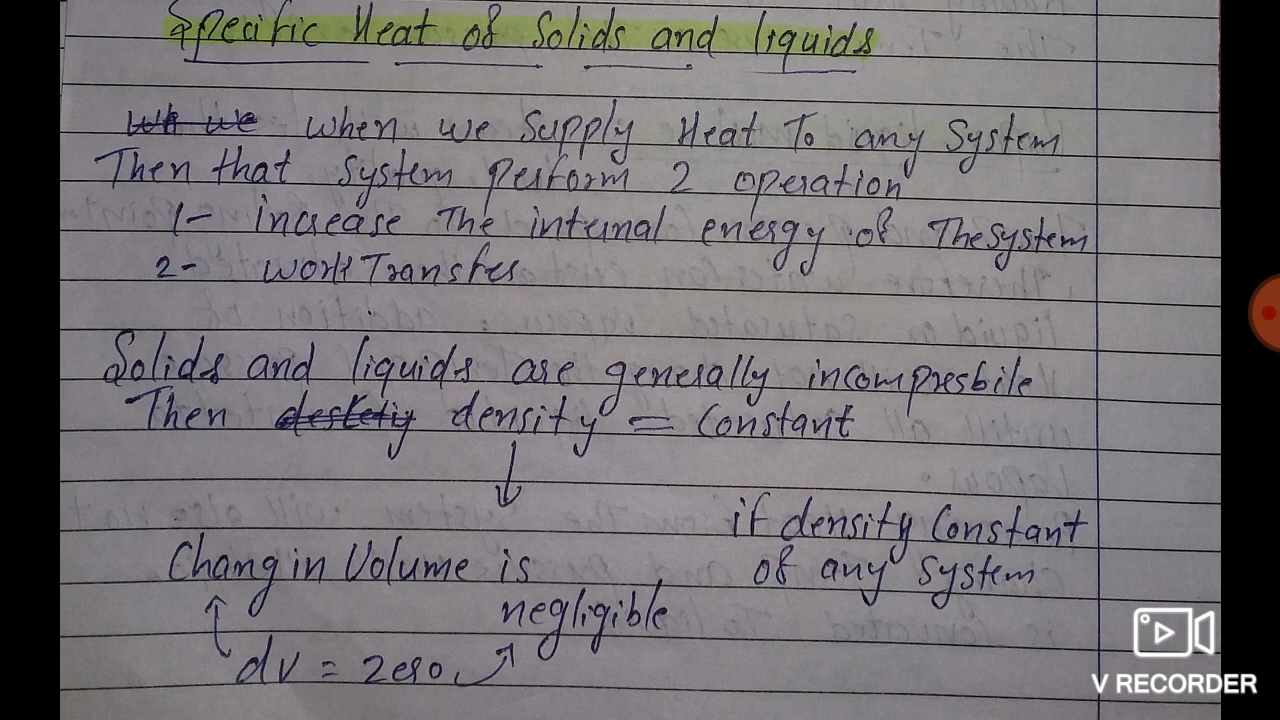 Specific Heat of Solids and liquids
Wh we when we Supply Heat To any System
Then that System perform 2 operation
1- increase The internal energy of The system
2- work Transfer
Solids and liquids are generally incompresbile
Then density = Constant
if density Constant
of any System
Chang in Volume is
negligible
dv = zero
V RECORDER